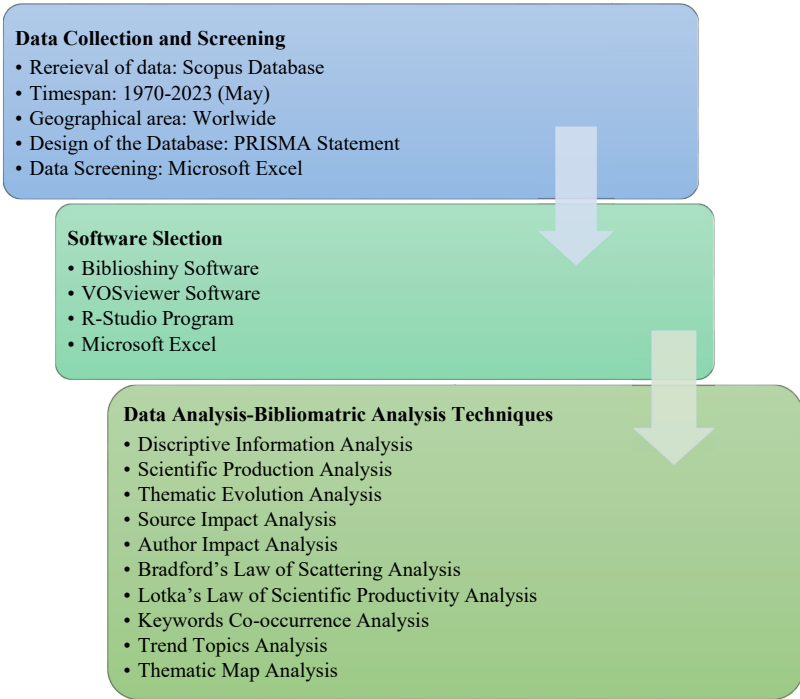 Data Collection and Screening
• Rereieval of data: Scopus Database
• Timespan: 1970-2023 (May)
• Geographical area: Worlwide
• Design of the Database: PRISMA Statement
• Data Screening: Microsoft Excel
Software Slection
• Biblioshiny Software
• VOSviewer Software
• R-Studio Program
• Microsoft Excel
Data Analysis-Bibliomatric Analysis Techniques
• Discriptive Information Analysis
• Scientific Production Analysis
• Thematic Evolution Analysis
• Source Impact Analysis
• Author Impact Analysis
• Bradford’s Law of Scattering Analysis
• Lotka’s Law of Scientific Productivity Analysis
• Keywords Co-occurrence Analysis
• Trend Topics Analysis
• Thematic Map Analysis